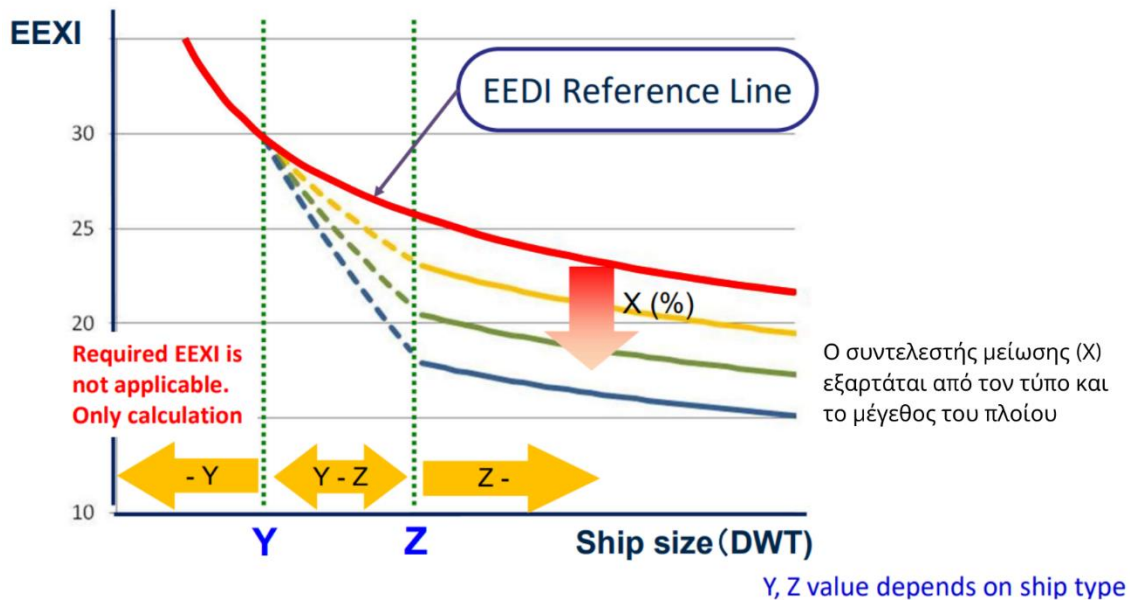 EEXI
EEDI Reference Line
30
25
X (%)
20
Required EEXI is
not applicable.
Only calculation
Ο συντελεστής μείωσης (X)
εξαρτάται από τον τύπο και
το μέγεθος του πλοίου
- Y
Y - Z
Z -
10
Y
Z
Ship size(DWT)
Y, Z value depends on ship type